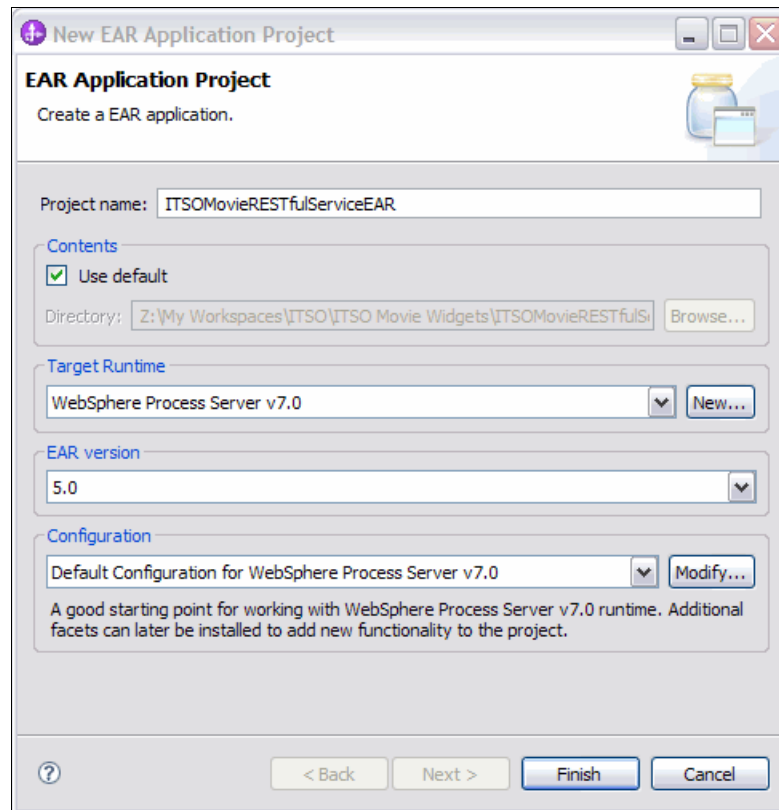 New EAR Application Project
EAR Application Project
Create a EAR application.
Project name: ITSOMovieRESTfulServiceEAR
Contents
Use default
Directory: Z:\My Workspaces\ITSO\ITSO Movie Widgets\ITSOMovieRESTfulS Browse...
Target Runtime
WebSphere Process Server v7.0 New...
EAR version
5.0
Configuration
Default Configuration for WebSphere Process Server v7.0 Modify...
A good starting point for working with WebSphere Process Server v7.0 runtime. Additional
facets can later be installed to add new functionality to the project.
? < Back Next > Finish Cancel